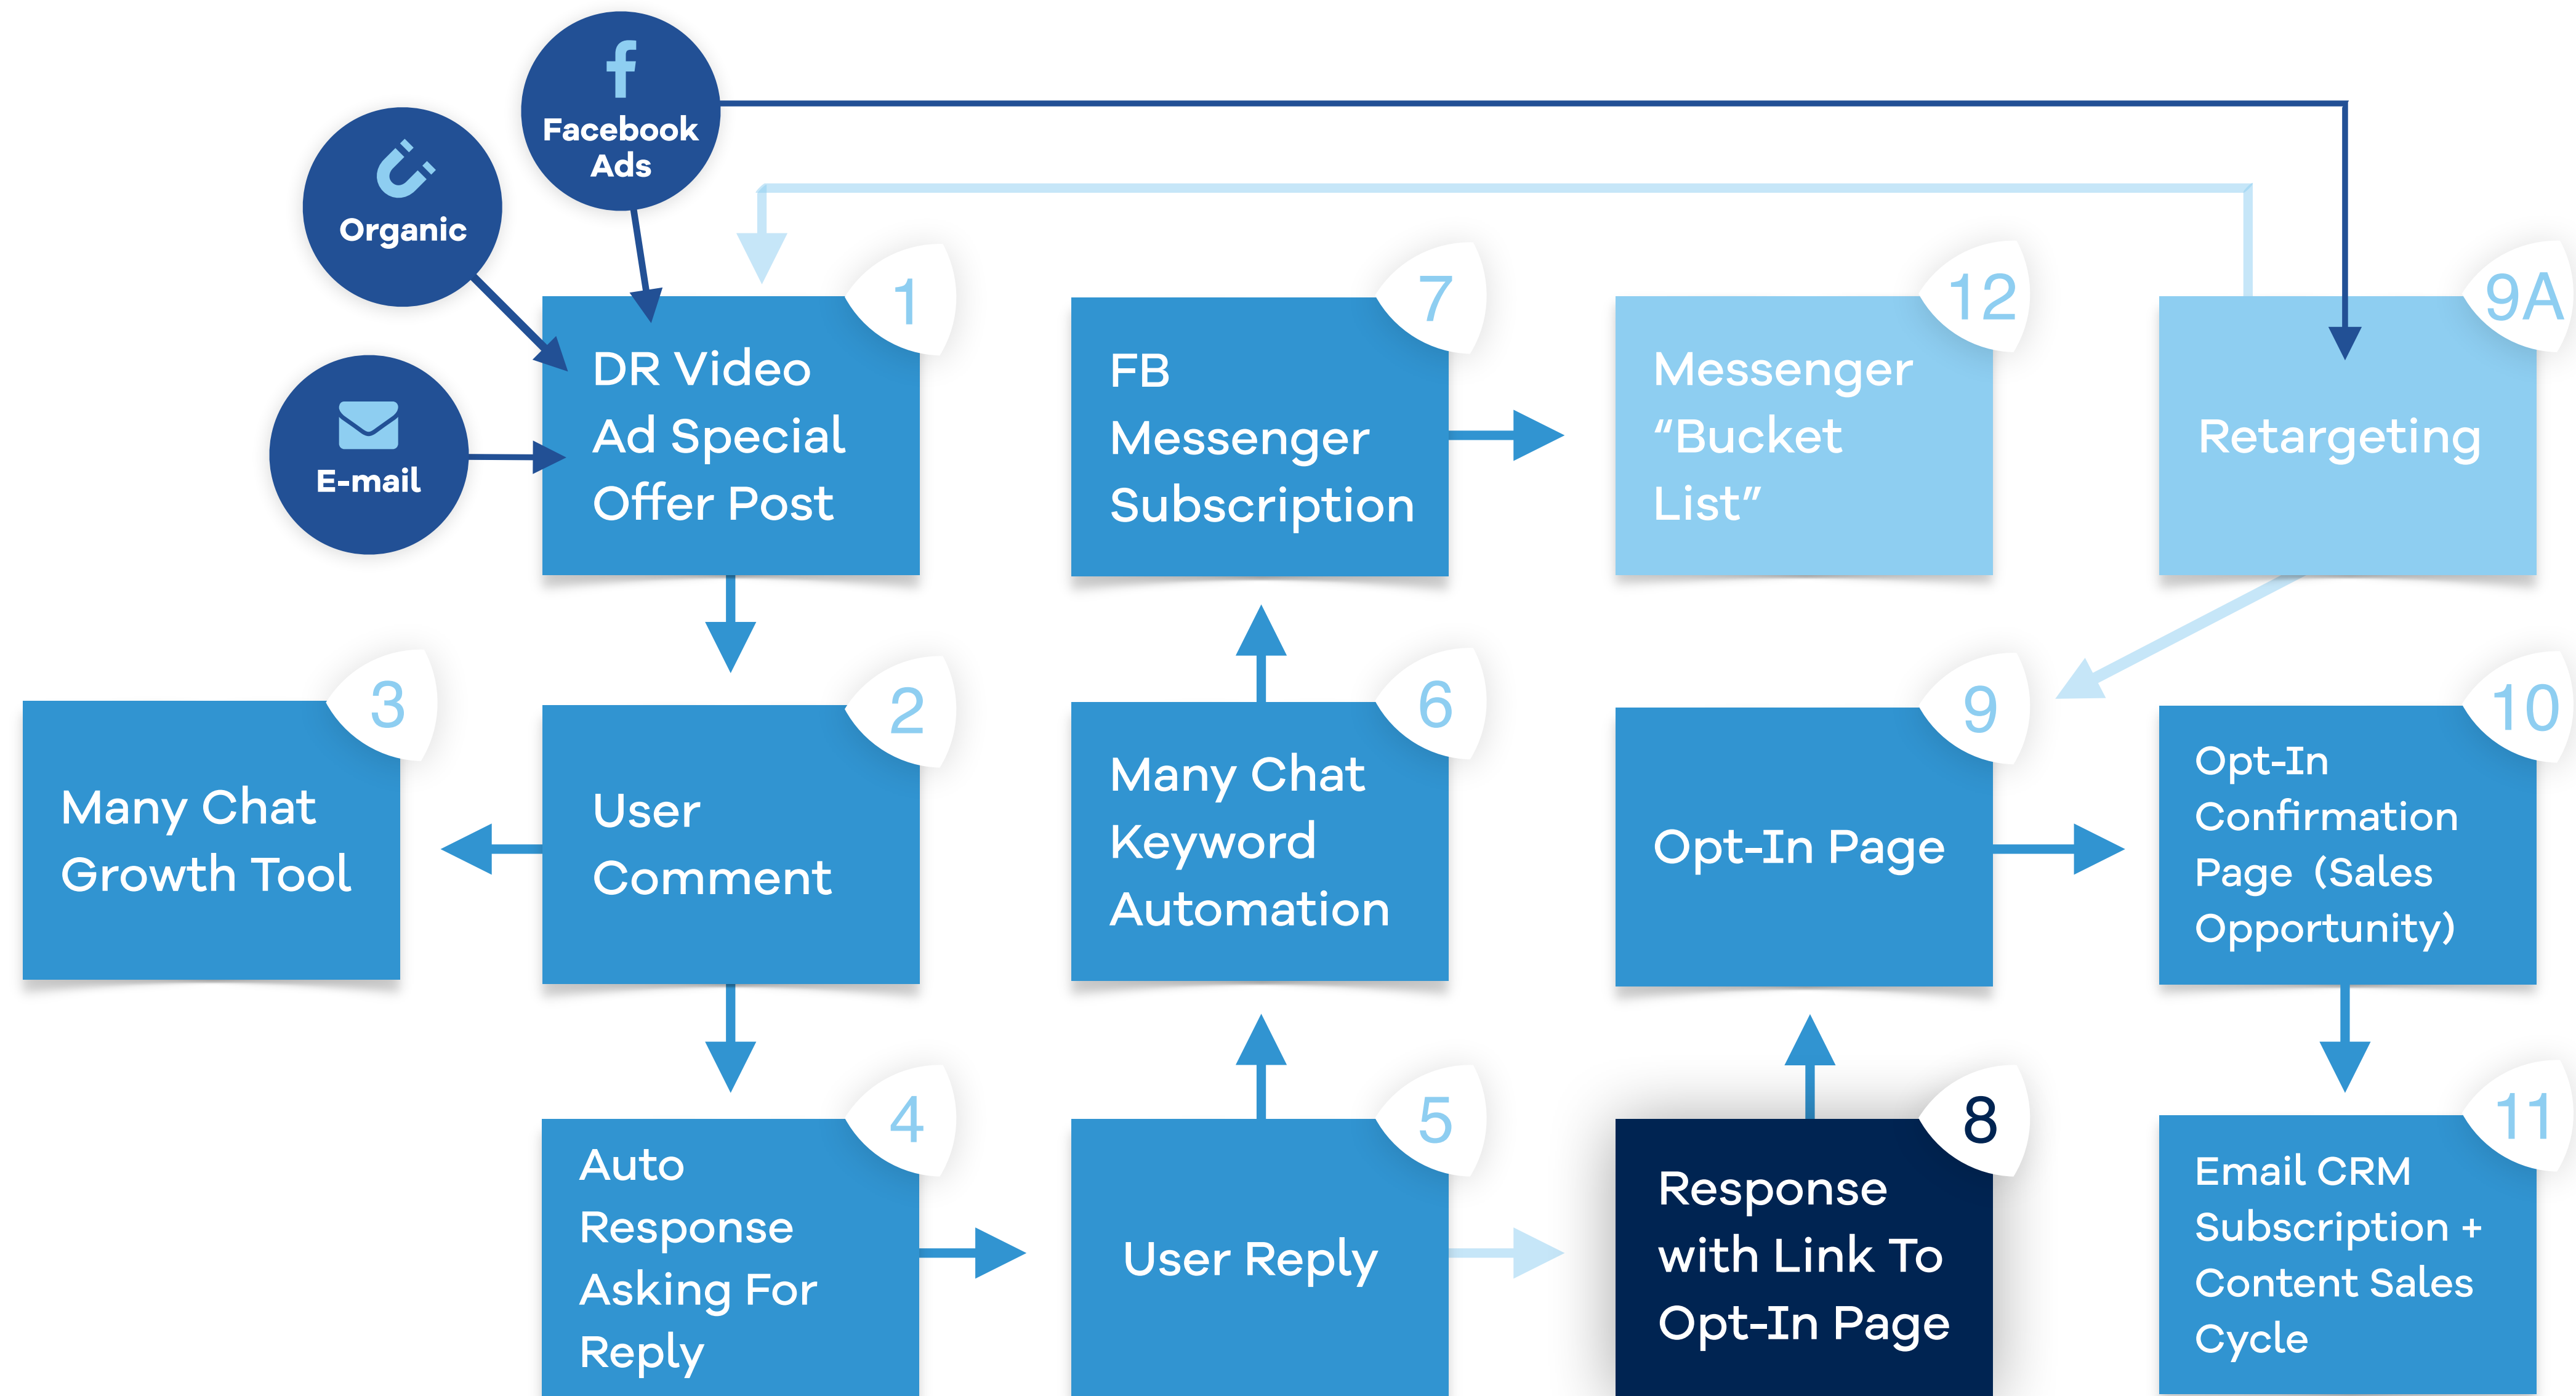 Facebook
Ads
Organic
E-mail
1
DR Video
Ad Special
Offer Post
7
FB
Messenger
Subscription
12
Messenger
“Bucket
List”
9A
Retargeting
3
Many Chat
Growth Tool
2
User
Comment
6
Many Chat
Keyword
Automation
9
Opt-In Page
10
Opt-In
Confirmation
Page (Sales
Opportunity)
4
Auto
Response
Asking For
Reply
5
User Reply
8
Response
with Link To
Opt-In Page
11
Email CRM
Subscription +
Content Sales
Cycle